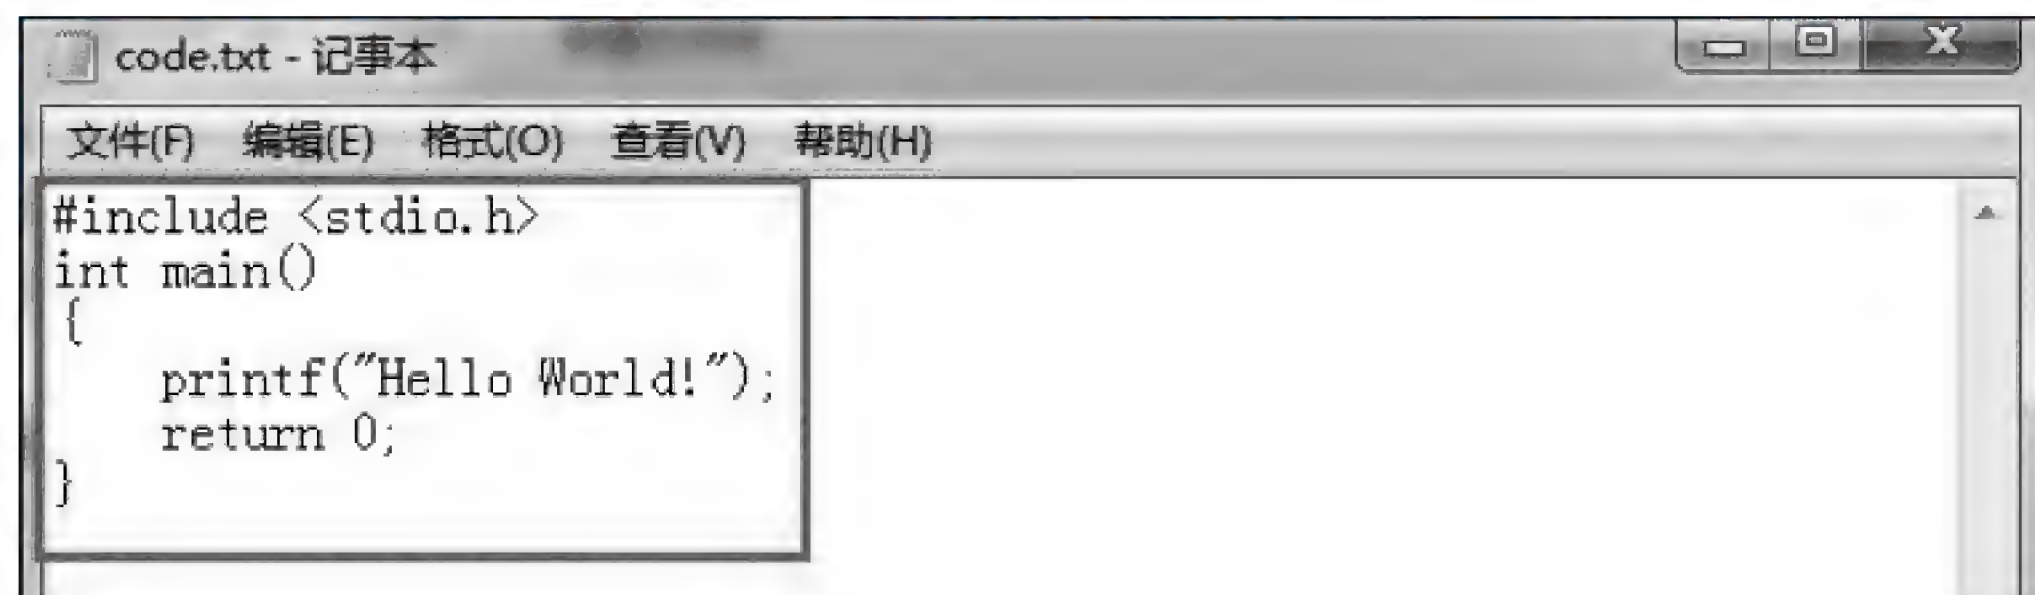 code.txt - 记事本
文件(F) 编辑(E) 格式(O) 查看(V) 帮助(H)
#include <stdio.h>
int main()
{
    printf("Hello World!");
    return 0;
}